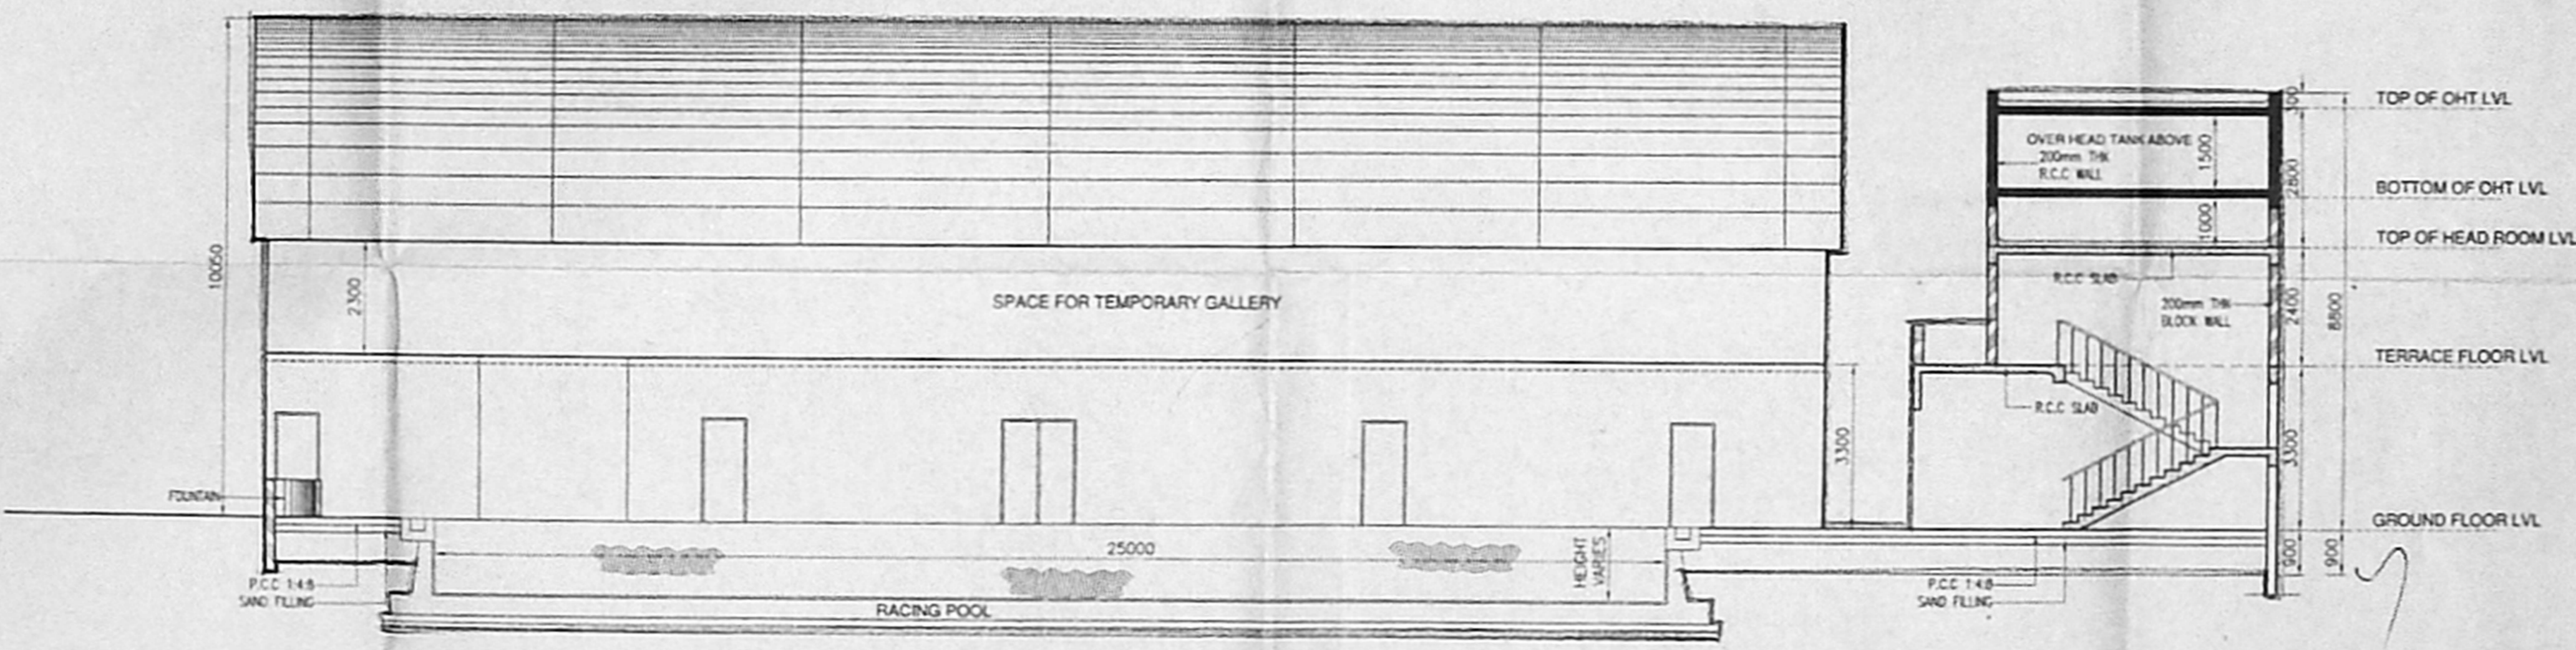 TOP OF OHT LVL
300
OVER HEAD TANK ABOVE
200mm THK
R.C.C WALL
1500
2800
BOTTOM OF OHT LVL
1000
TOP OF HEAD ROOM LVL
10050
2300
SPACE FOR TEMPORARY GALLERY
R.C.C SLAB
200mm THK
BLOCK WALL
2400
8800
TERRACE FLOOR LVL
R.C.C SLAB
3300
3300
FOUNTAIN
GROUND FLOOR LVL
25000
HEIGHT
VARIES
900
900
P.C.C 1:4:8
SAND FILLING
RACING POOL
P.C.C 1:4:8
SAND FILLING